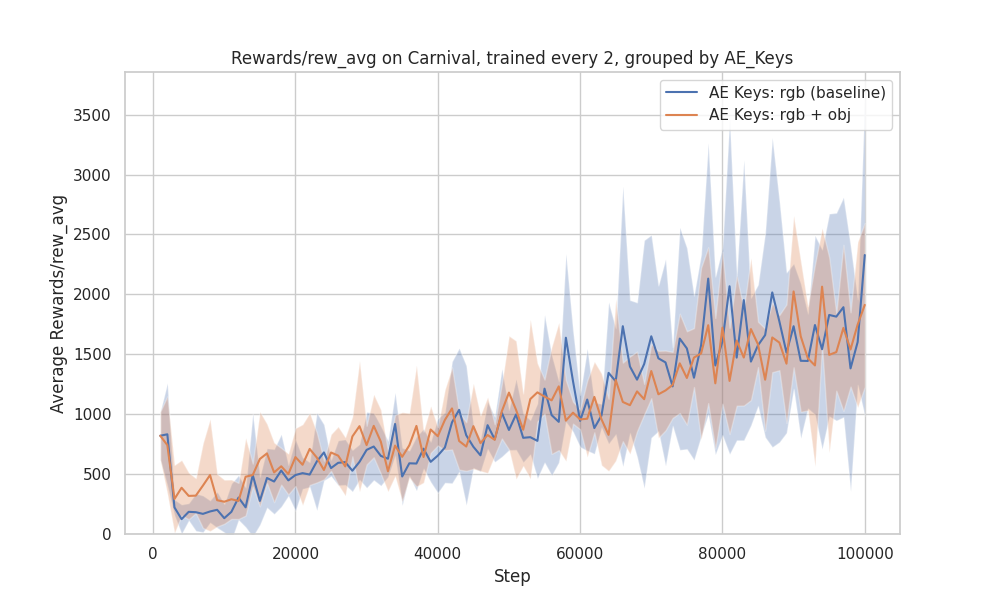 Rewards/rew_avg on Carnival, trained every 2, grouped by AE_Keys
AE Keys: rgb (baseline)
AE Keys: rgb + obj
Average Rewards/rew_avg
3500
3000
2500
2000
1500
1000
500
0
0 20000 40000 60000 80000 100000
Step